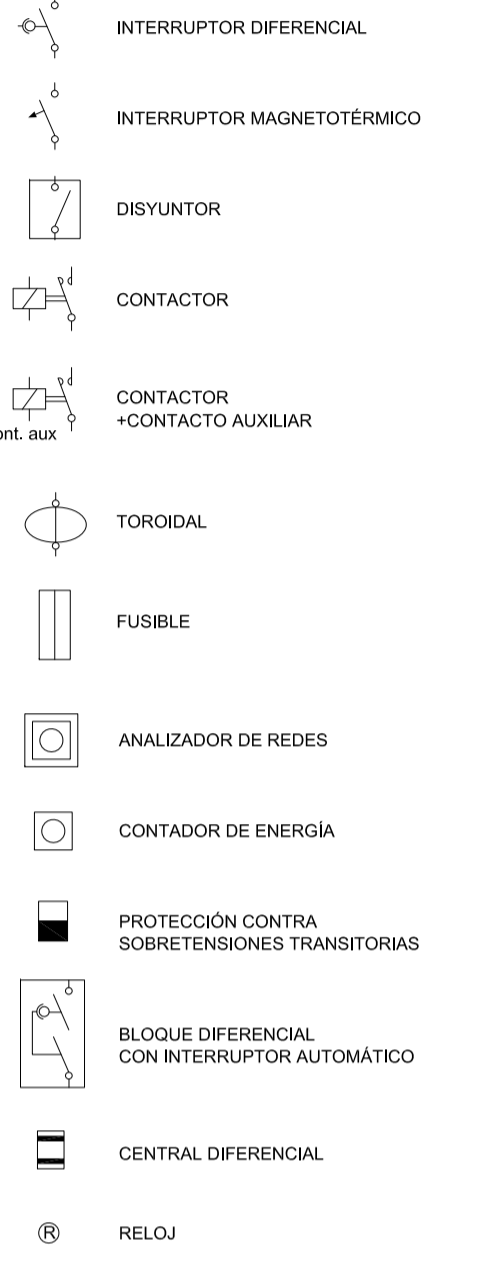 INTERRUPTOR DIFERENCIAL
INTERRUPTOR MAGNETOTÉRMICO
DISYUNTOR
CONTACTOR
CONTACTOR
+CONTACTO AUXILIAR
aux
TOROIDAL
FUSIBLE
ANALIZADOR DE REDES
CONTADOR DE ENERGÍA
PROTECCIÓN CONTRA
SOBRETENSIONES TRANSITORIAS
BLOQUE DIFERENCIAL
CON INTERRUPTOR AUTOMÁTICO
CENTRAL DIFERENCIAL
® RELOJ